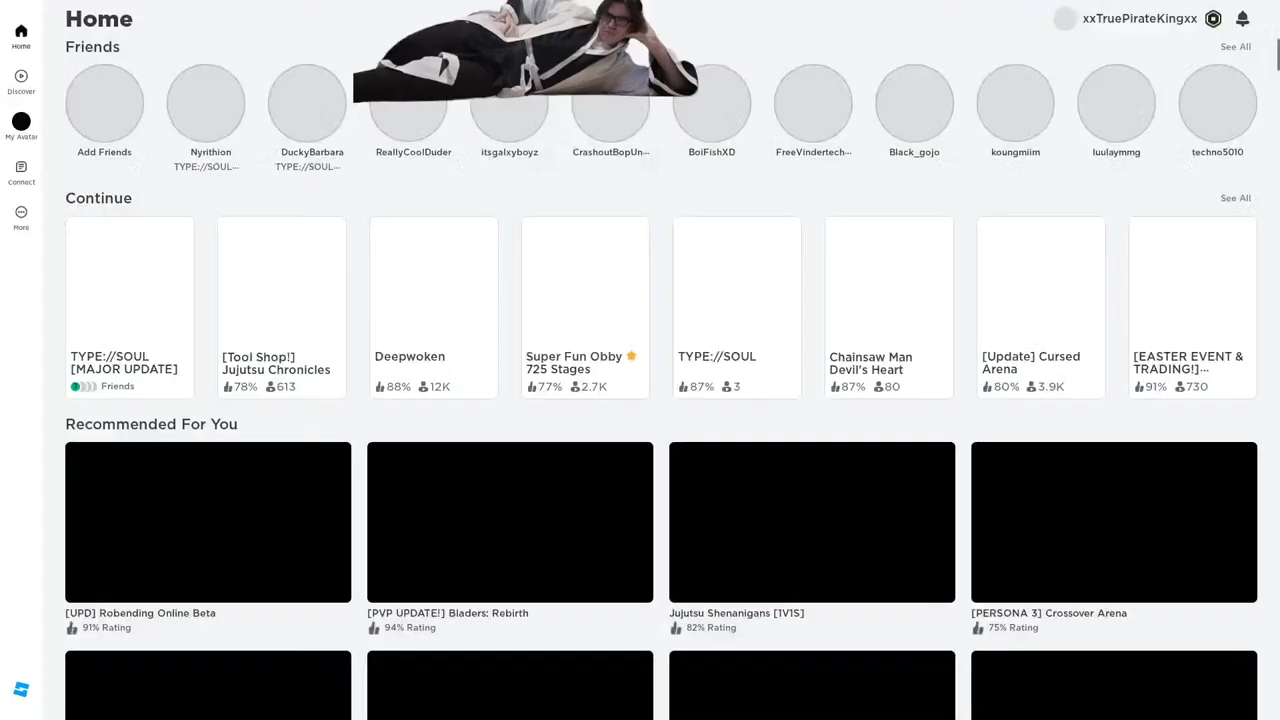 Home
xxTruePirateKingxx
Friends
See All
Home
Discover
My Avatar
Connect
More
Add Friends
Nyrithion
TYPE://SOUL...
DuckyBarbara
TYPE://SOUL...
ReallyCoolDuder
itsgalxyboyz
CrashoutBopUn...
BoiFishXD
FreeVindertech...
Black_gojo
koungmiim
luulaymmg
techno5010
Continue
See All
TYPE://SOUL
[MAJOR UPDATE]
Friends
[Tool Shop!]
Jujutsu Chronicles
78% 613
Deepwoken
88% 12K
Super Fun Obby
725 Stages
77% 2.7K
TYPE://SOUL
87% 3
Chainsaw Man
Devil's Heart
87% 80
[Update] Cursed
Arena
80% 3.9K
[EASTER EVENT &
TRADING!]...
91% 730
Recommended For You
[UPD] Robending Online Beta
91% Rating
[PVP UPDATE!] Bladers: Rebirth
94% Rating
Jujutsu Shenanigans [1V1S]
82% Rating
[PERSONA 3] Crossover Arena
75% Rating